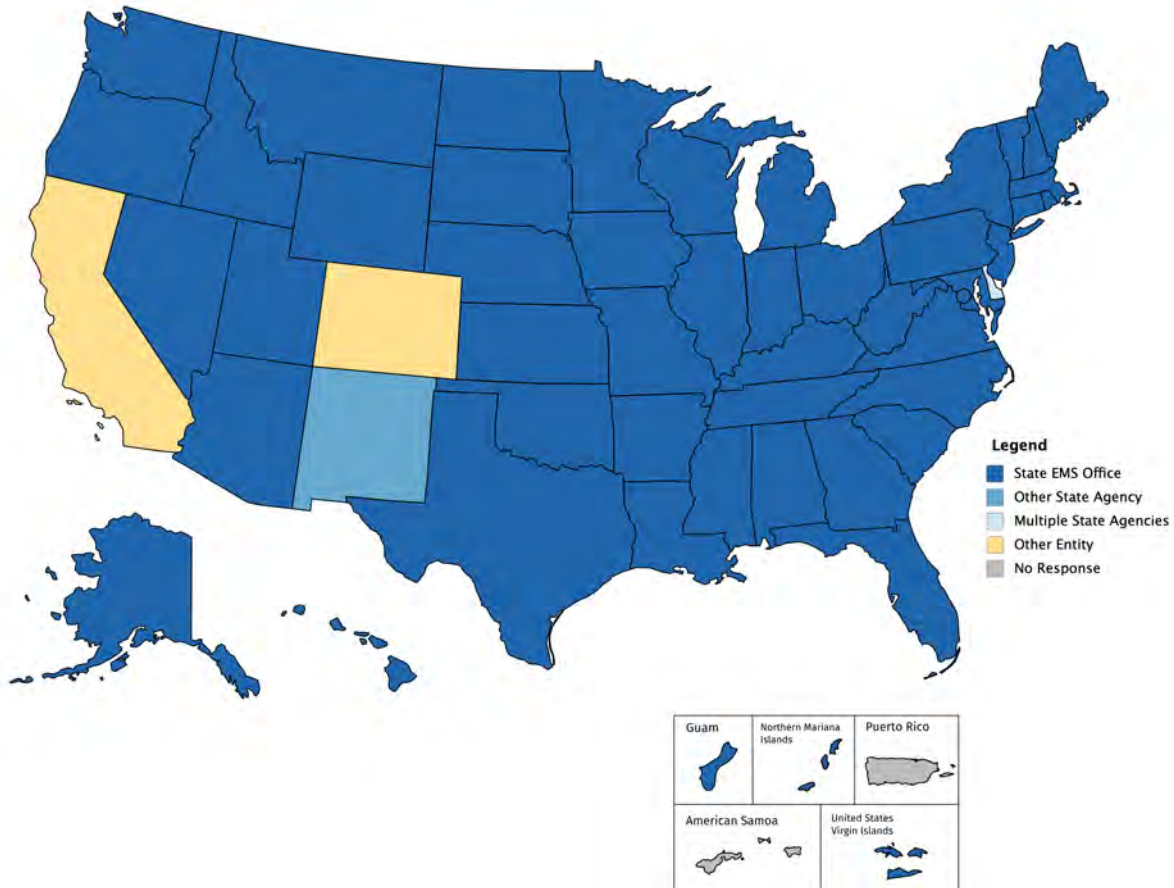 Legend
State EMS Office
Other State Agency
Multiple State Agencies
Other Entity
No Response
Guam
Northern Mariana
Islands
Puerto Rico
American Samoa
United States
Virgin Islands